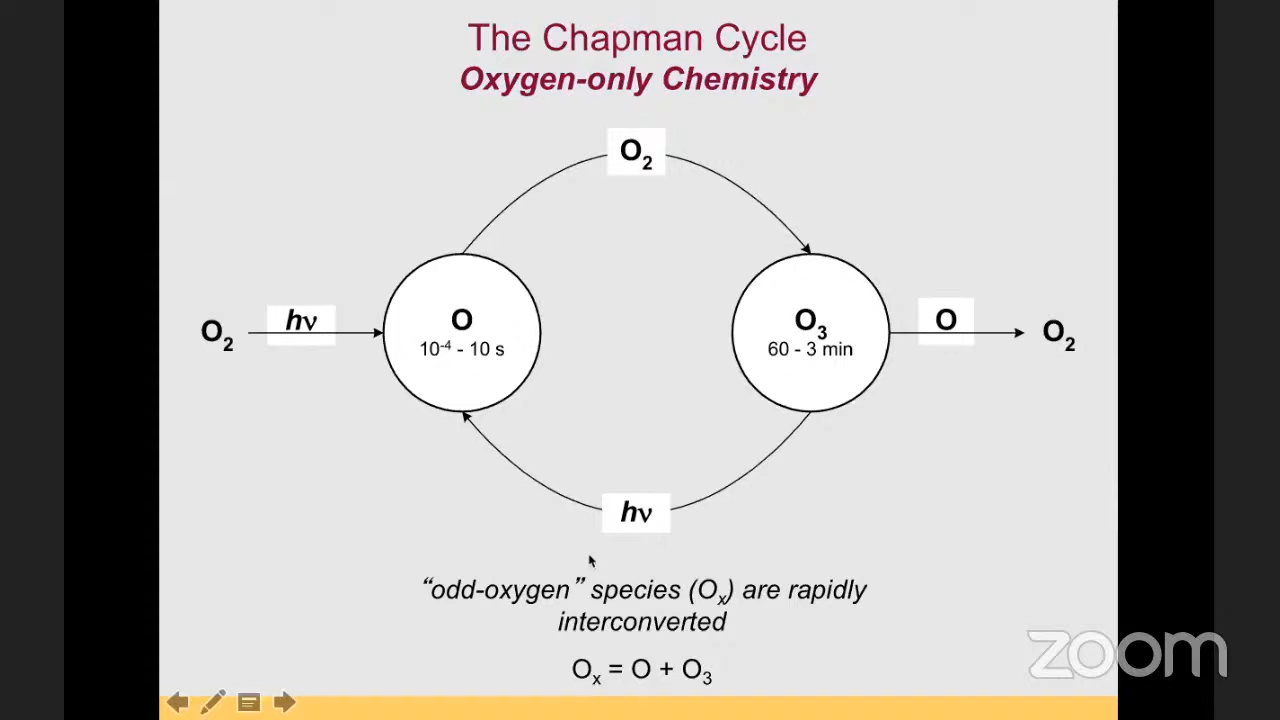 The Chapman Cycle
Oxygen-only Chemistry
O₂
O₂
hν
O
10⁻⁴ - 10 s
O₃
60 - 3 min
O
O₂
hν
“odd-oxygen” species (Oₓ) are rapidly
interconverted
Oₓ = O + O₃
zoom